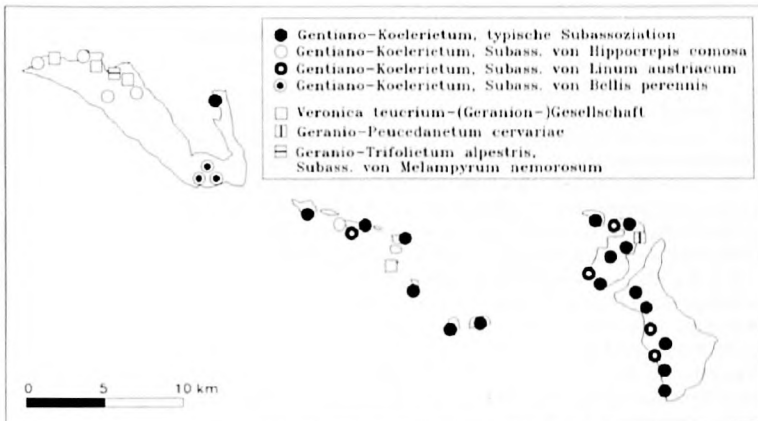 Gentiano-Koelerietum, typische Subassoziation
Gentiano-Koelerietum, Subass. von Hippocrepis comosa
Gentiano-Koelerietum, Subass. von Linum austriacum
Gentiano-Koelerietum, Subass. von Bellis perennis
Veronica teucrium-(Geranion-)Gesellschaft
Geranio-Peucedanetum cervariae
Geranio-Trifolietum alpestris,
Subass. von Melampyrum nemorosum
0 5 10 km